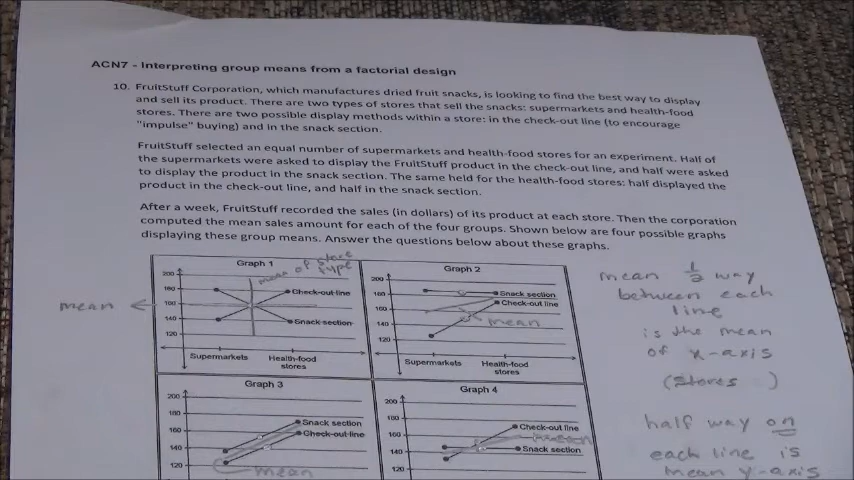 ACN7 - Interpreting group means from a factorial design
10. FruitStuff Corporation, which manufactures dried fruit snacks, is looking to find the best way to display
and sell its product. There are two types of stores that sell the snacks: supermarkets and health-food
stores. There are two possible display methods within a store: in the check-out line (to encourage
"impulse" buying) and in the snack section.
FruitStuff selected an equal number of supermarkets and health-food stores for an experiment. Half of
the supermarkets were asked to display the FruitStuff product in the check-out line, and half were asked
to display the product in the snack section. The same held for the health-food stores: half displayed the
product in the check-out line, and half in the snack section.
After a week, FruitStuff recorded the sales (in dollars) of its product at each store. Then the corporation
computed the mean sales amount for each of the four groups. Shown below are four possible graphs
displaying these group means. Answer the questions below about these graphs.
Graph 1
mean of store
type
200
180
160
140
120
Check-out line
Snack section
Supermarkets
Health-food
stores
mean
Graph 2
200
180
160
140
120
Snack section
Check-out line
mean
Supermarkets
Health-food
stores
Graph 3
200
180
160
140
120
Snack section
Check-out line
mean
Graph 4
200
180
160
140
120
Check-out line
mean
Snack section
mean 1/2 way
between each
line
is the mean
of x-axis
(stores )
half way on
each line is
mean y-axis